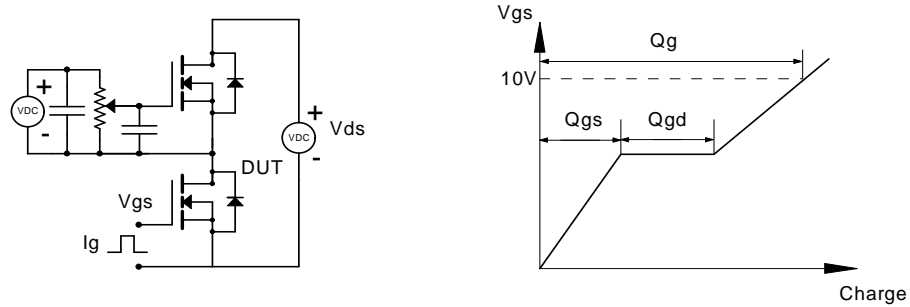 +
VDC
-
+
VDC
-
Vds
DUT
Vgs
Ig
Vgs
Qg
10V
Qgs
Qgd
Charge